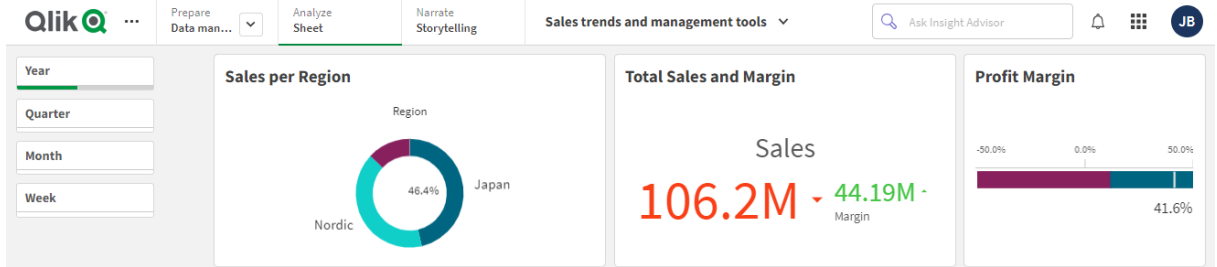 Qlik
...
Prepare
Data man...
Analyze
Sheet
Narrate
Storytelling
Sales trends and management tools
Ask Insight Advisor
JB
Year
Quarter
Month
Week
Sales per Region
Region
46.4%
Japan
Nordic
Total Sales and Margin
Sales
106.2M
44.19M
Margin
Profit Margin
-50.0% 0.0% 50.0%
41.6%